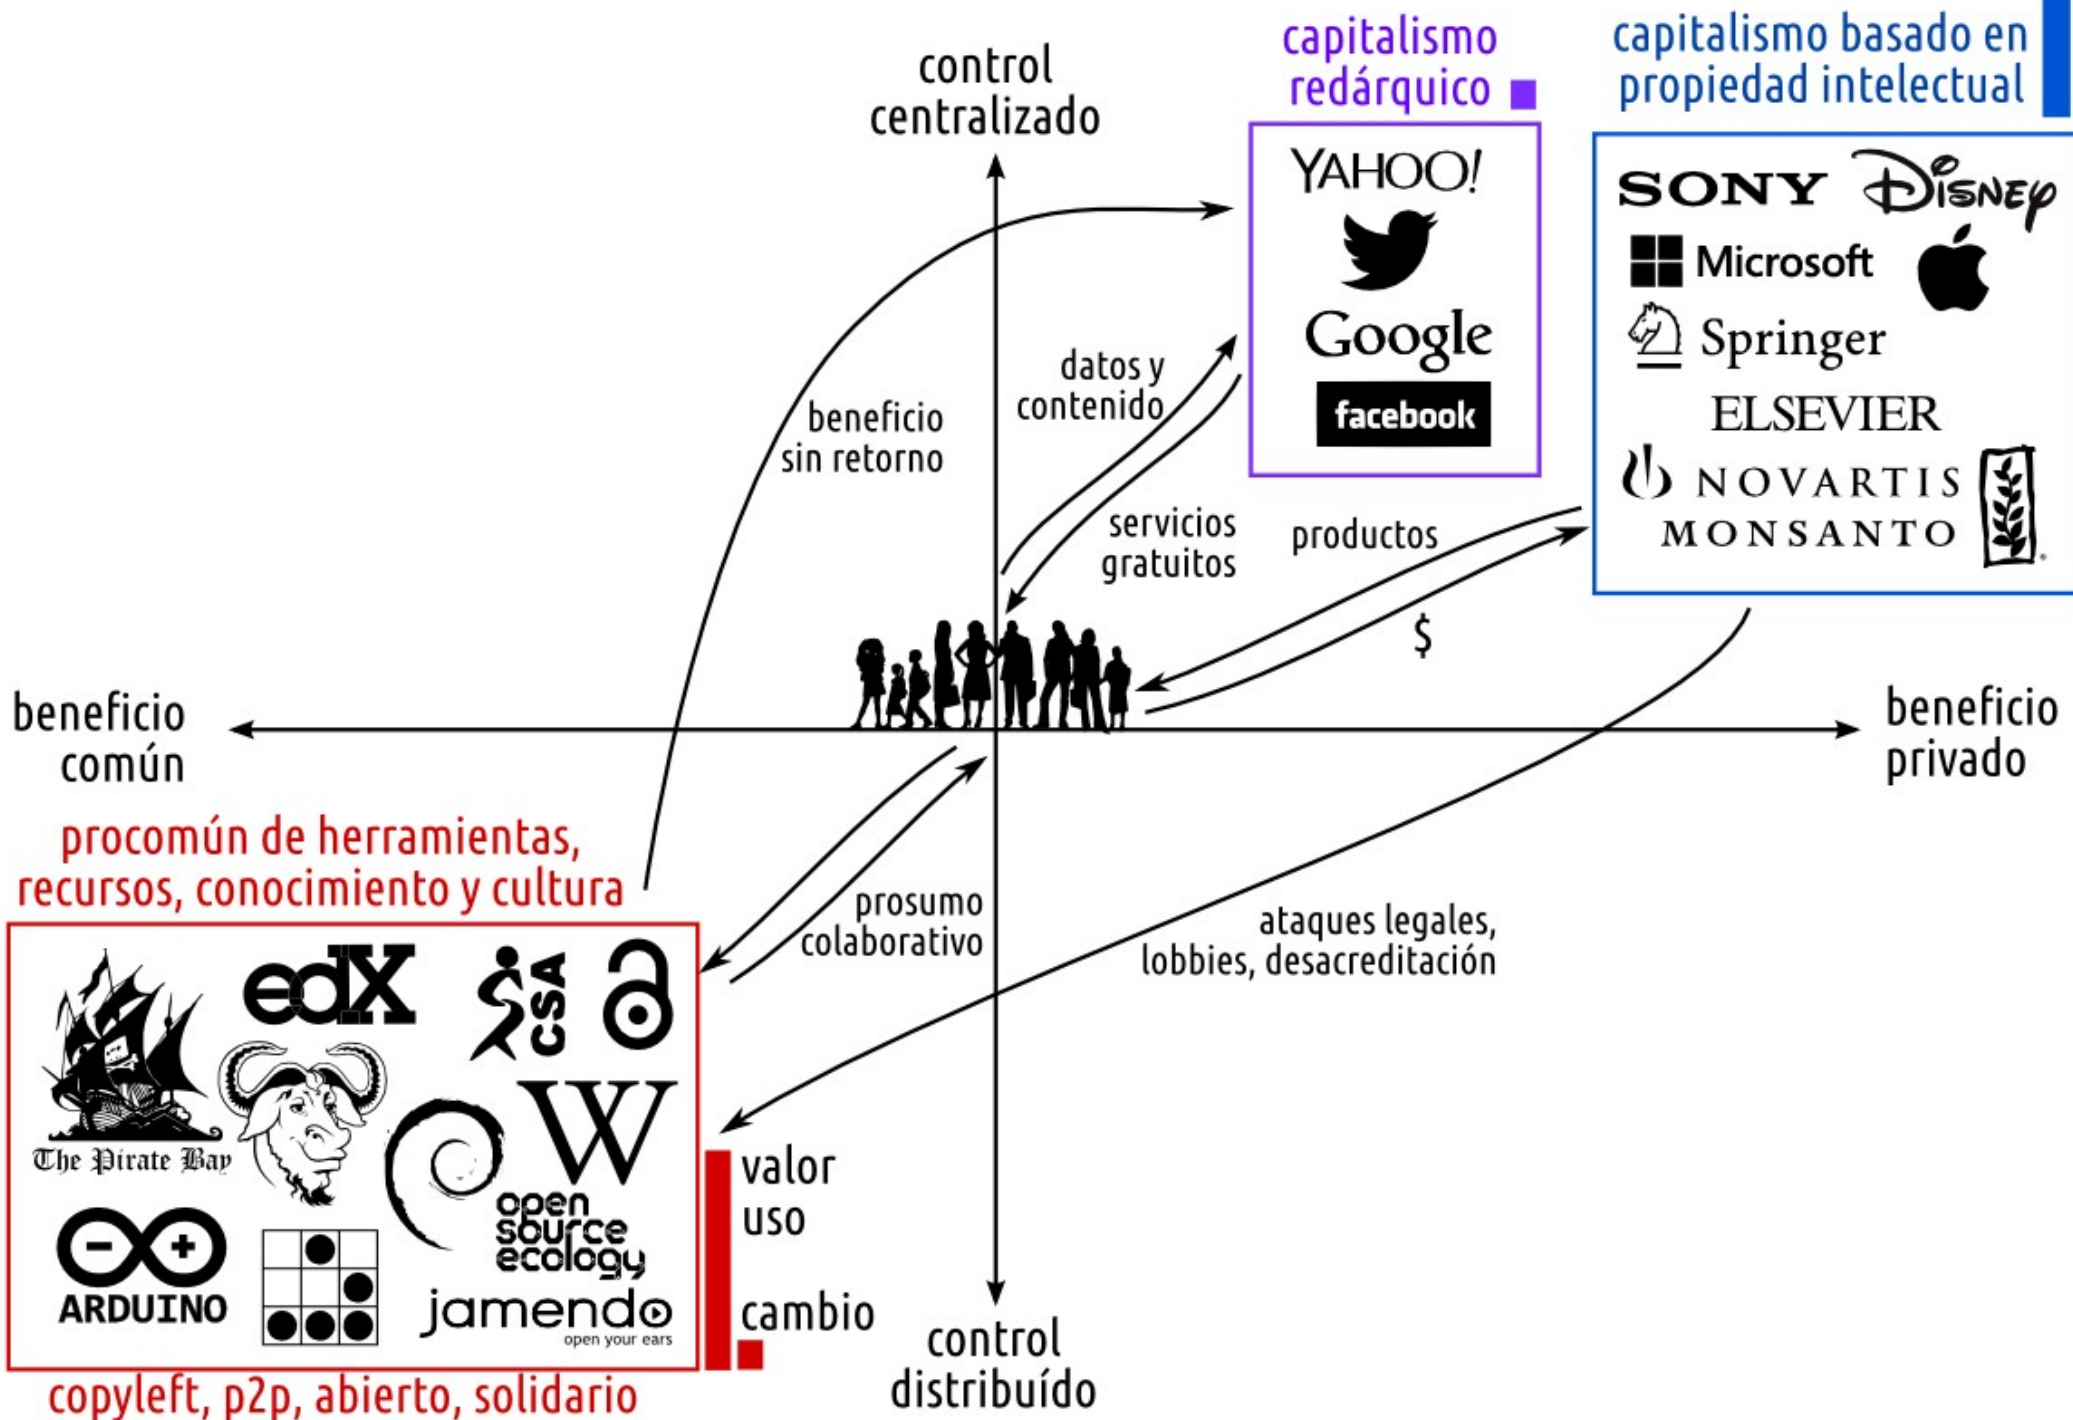 control
centralizado
capitalismo
redárquico
capitalismo basado en
propiedad intelectual
YAHOO!
Google
facebook
SONY
DISNEY
Microsoft
Springer
ELSEVIER
NOVARTIS
MONSANTO
beneficio
sin retorno
datos y
contenido
servicios
gratuitos
productos
$
beneficio
común
beneficio
privado
procomún de herramientas,
recursos, conocimiento y cultura
prosumo
colaborativo
ataques legales,
lobbies, desacreditación
edX
CSA
The Pirate Bay
W
open
source
ecology
ARDUINO
jamendo
open your ears
valor
uso
cambio
control
distribuído
copyleft, p2p, abierto, solidario